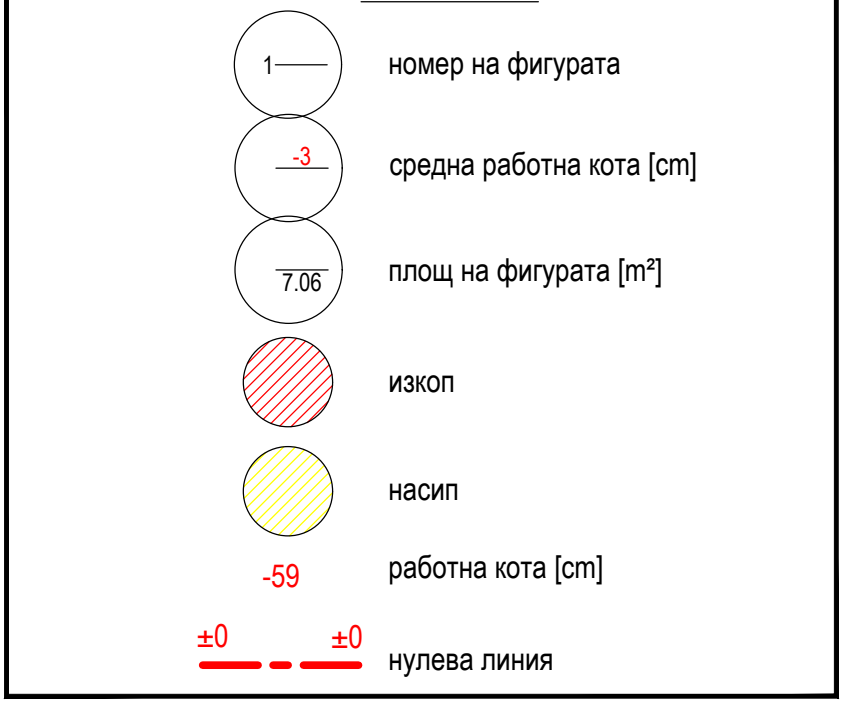 1 номер на фигурата
-3 средна работна кота [cm]
7.06 площ на фигурата [m²]
изкоп
насип
-59 работна кота [cm]
±0 ±0
нулева линия